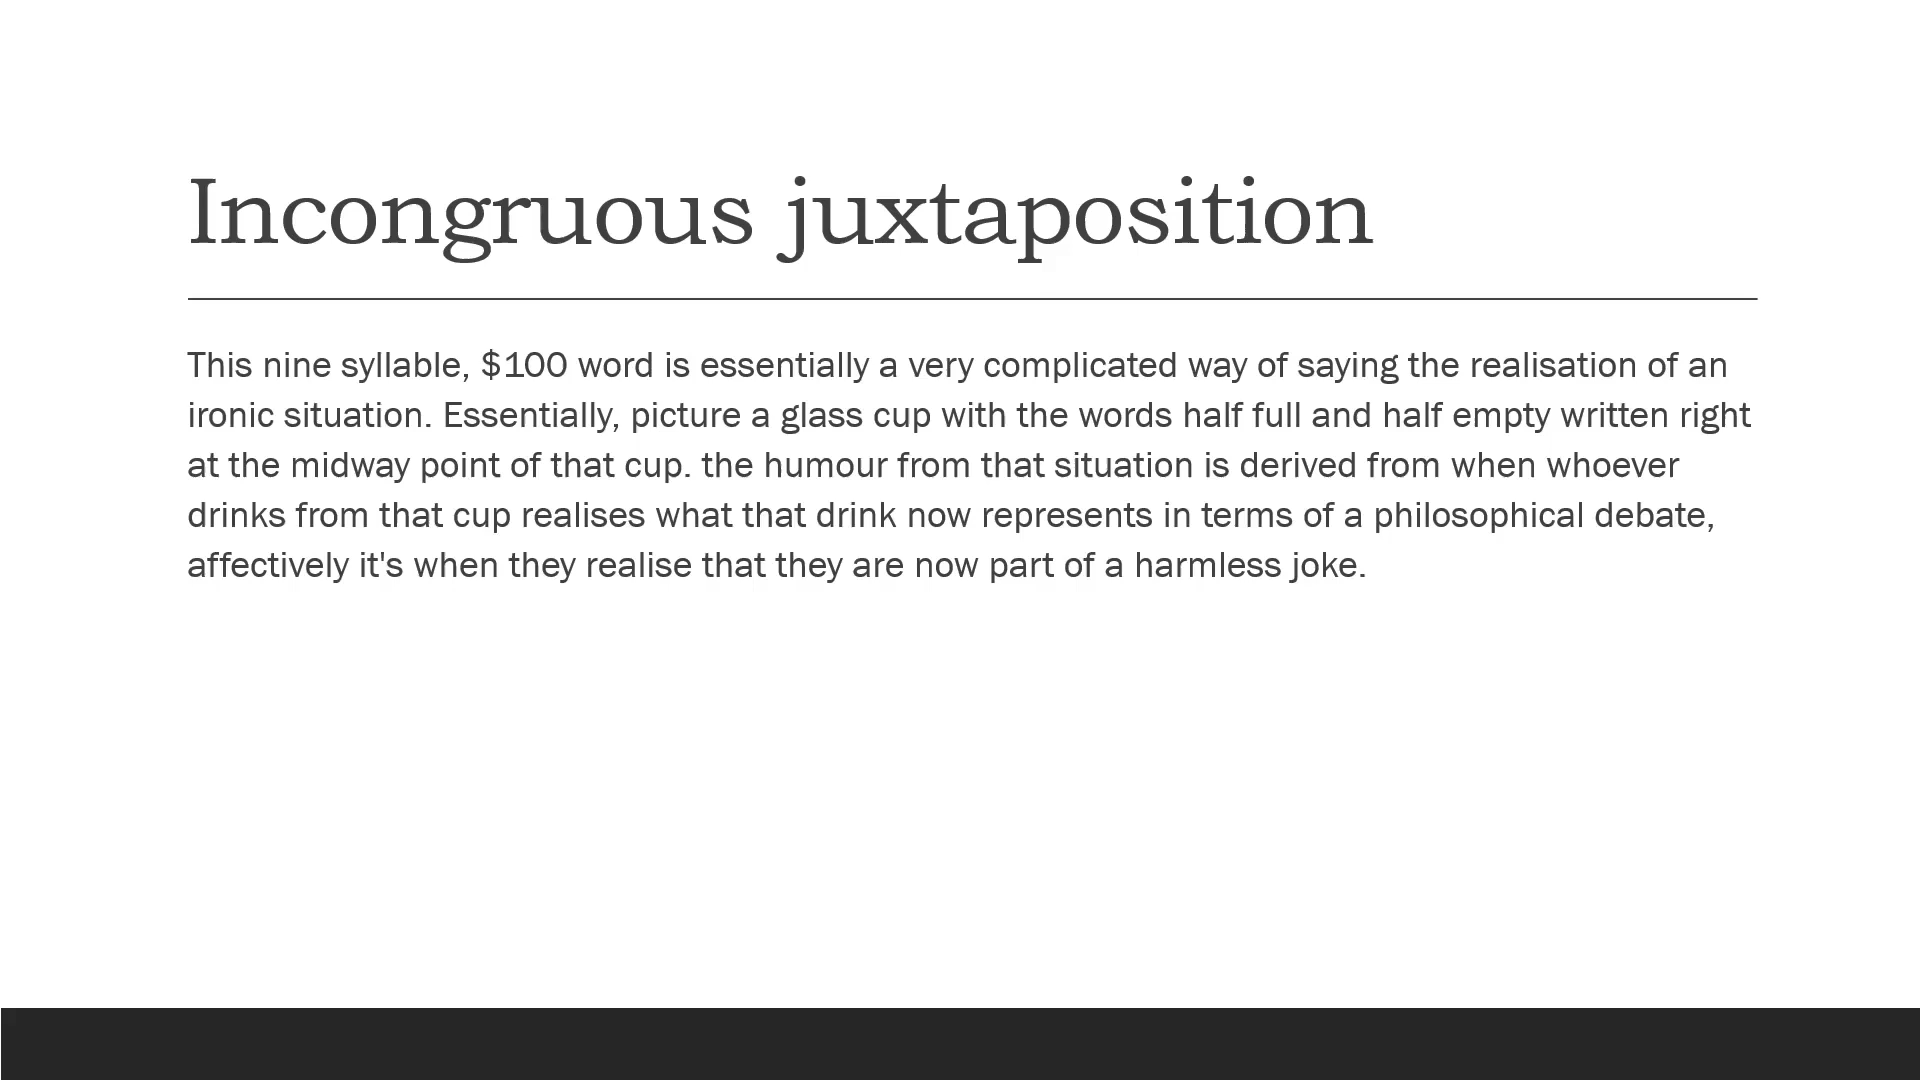 Incongruous juxtaposition
This nine syllable, $100 word is essentially a very complicated way of saying the realisation of an
ironic situation. Essentially, picture a glass cup with the words half full and half empty written right
at the midway point of that cup. the humour from that situation is derived from when whoever
drinks from that cup realises what that drink now represents in terms of a philosophical debate,
affectively it's when they realise that they are now part of a harmless joke.